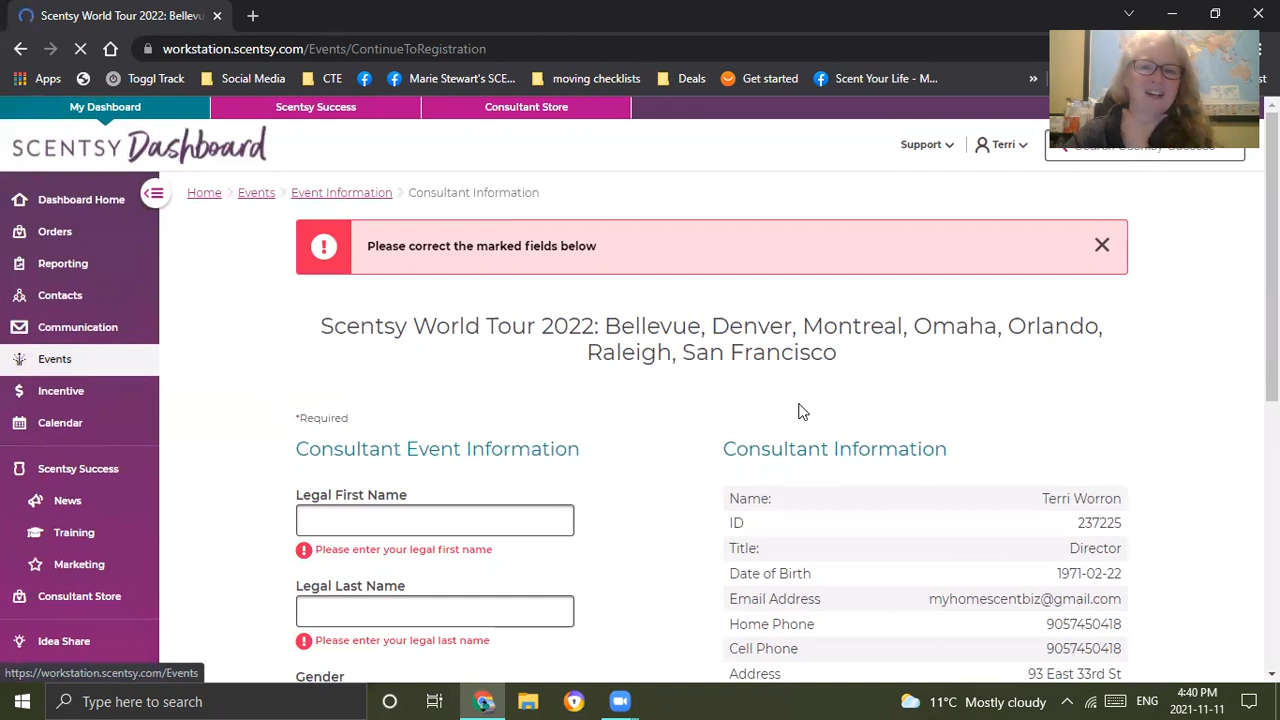 Scentsy World Tour 2022: Bellevu
workstation.scentsy.com/Events/ContinueToRegistration
Apps
Toggl Track
Social Media
CTE
Marie Stewart's SCE...
moving checklists
Deals
Get started
Scent Your Life - M...
»
My Dashboard
Scentsy Success
Consultant Store
SCENTSY Dashboard
Support
Terri
Home
Events
Event Information
Consultant Information
Dashboard Home
Orders
Reporting
Contacts
Communication
Events
Incentive
Calendar
Scentsy Success
News
Training
Marketing
Consultant Store
Idea Share
https://workstation.scentsy.com/Events
Please correct the marked fields below
Scentsy World Tour 2022: Bellevue, Denver, Montreal, Omaha, Orlando,
Raleigh, San Francisco
*Required
Consultant Event Information
Legal First Name
Please enter your legal first name
Legal Last Name
Please enter your legal last name
Gender
Consultant Information
Name: Terri Worron
ID 237225
Title: Director
Date of Birth 1971-02-22
Email Address myhomescentbiz@gmail.com
Home Phone 9057450418
Cell Phone 9057450418
Address 93 East 33rd St
Type here to search
11°C Mostly cloudy
ENG
4:40 PM
2021-11-11